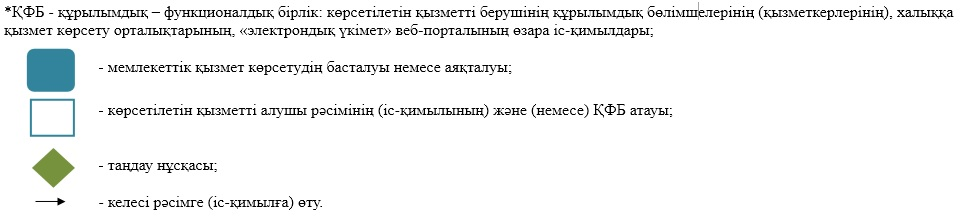 *ҚФБ - құрылымдық – функционалдық бірлік: көрсетілетін қызметті берушінің құрылымдық бөлімшелерінің (қызметкерлерінің), халыққа
қызмет көрсету орталықтарының, «электрондық үкімет» веб-порталының өзара іс-қимылдары;
- мемлекеттік қызмет көрсетудің басталуы немесе аяқталуы;
- көрсетілетін қызметті алушы рәсімінің (іс-қимылының) және (немесе) ҚФБ атауы;
- таңдау нұсқасы;
- келесі рәсімге (іс-қимылға) өту.